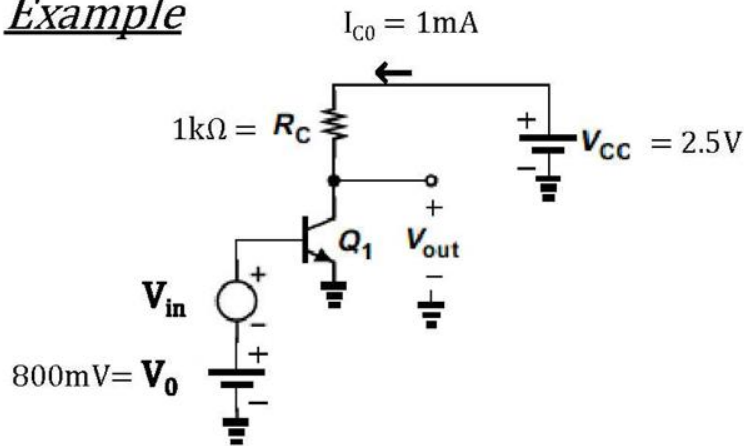 Example
I_C0 = 1mA
1kΩ = R_C
+
V_CC = 2.5V
−
+
Q_1 V_out
−
+
V_in
−
+
800mV= V_0
−